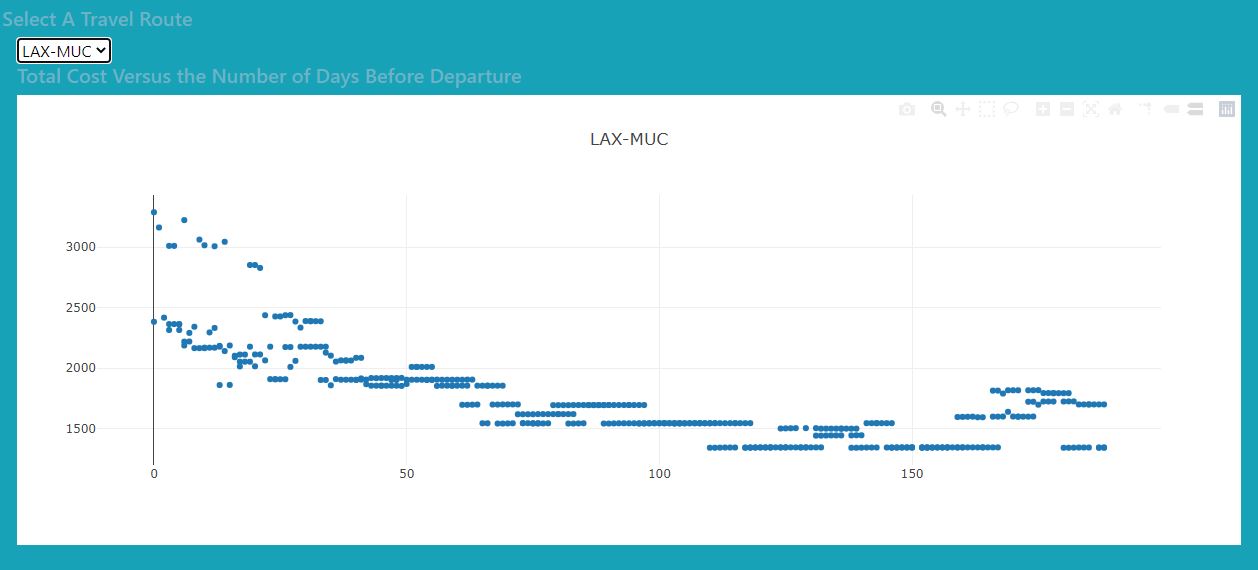 Select A Travel Route
LAX-MUC
Total Cost Versus the Number of Days Before Departure
LAX-MUC
3000
2500
2000
1500
0
50
100
150